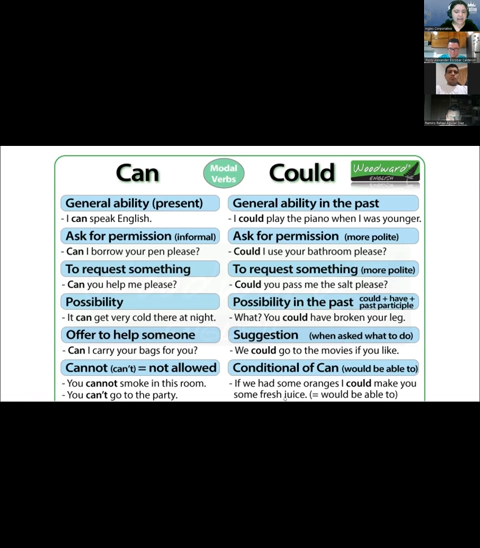 Can
Modal
Verbs
Could
Woodward
ENGLISH
General ability (present)
- I can speak English.
Ask for permission (informal)
- Can I borrow your pen please?
To request something
- Can you help me please?
Possibility
- It can get very cold there at night.
Offer to help someone
- Can I carry your bags for you?
Cannot (can't) = not allowed
- You cannot smoke in this room.
- You can't go to the party.
General ability in the past
- I could play the piano when I was younger.
Ask for permission (more polite)
- Could I use your bathroom please?
To request something (more polite)
- Could you pass me the salt please?
Possibility in the past could + have + past participle
- What? You could have broken your leg.
Suggestion (when asked what to do)
- We could go to the movies if you like.
Conditional of Can (would be able to)
- If we had some oranges I could make you
some fresh juice. (= would be able to)